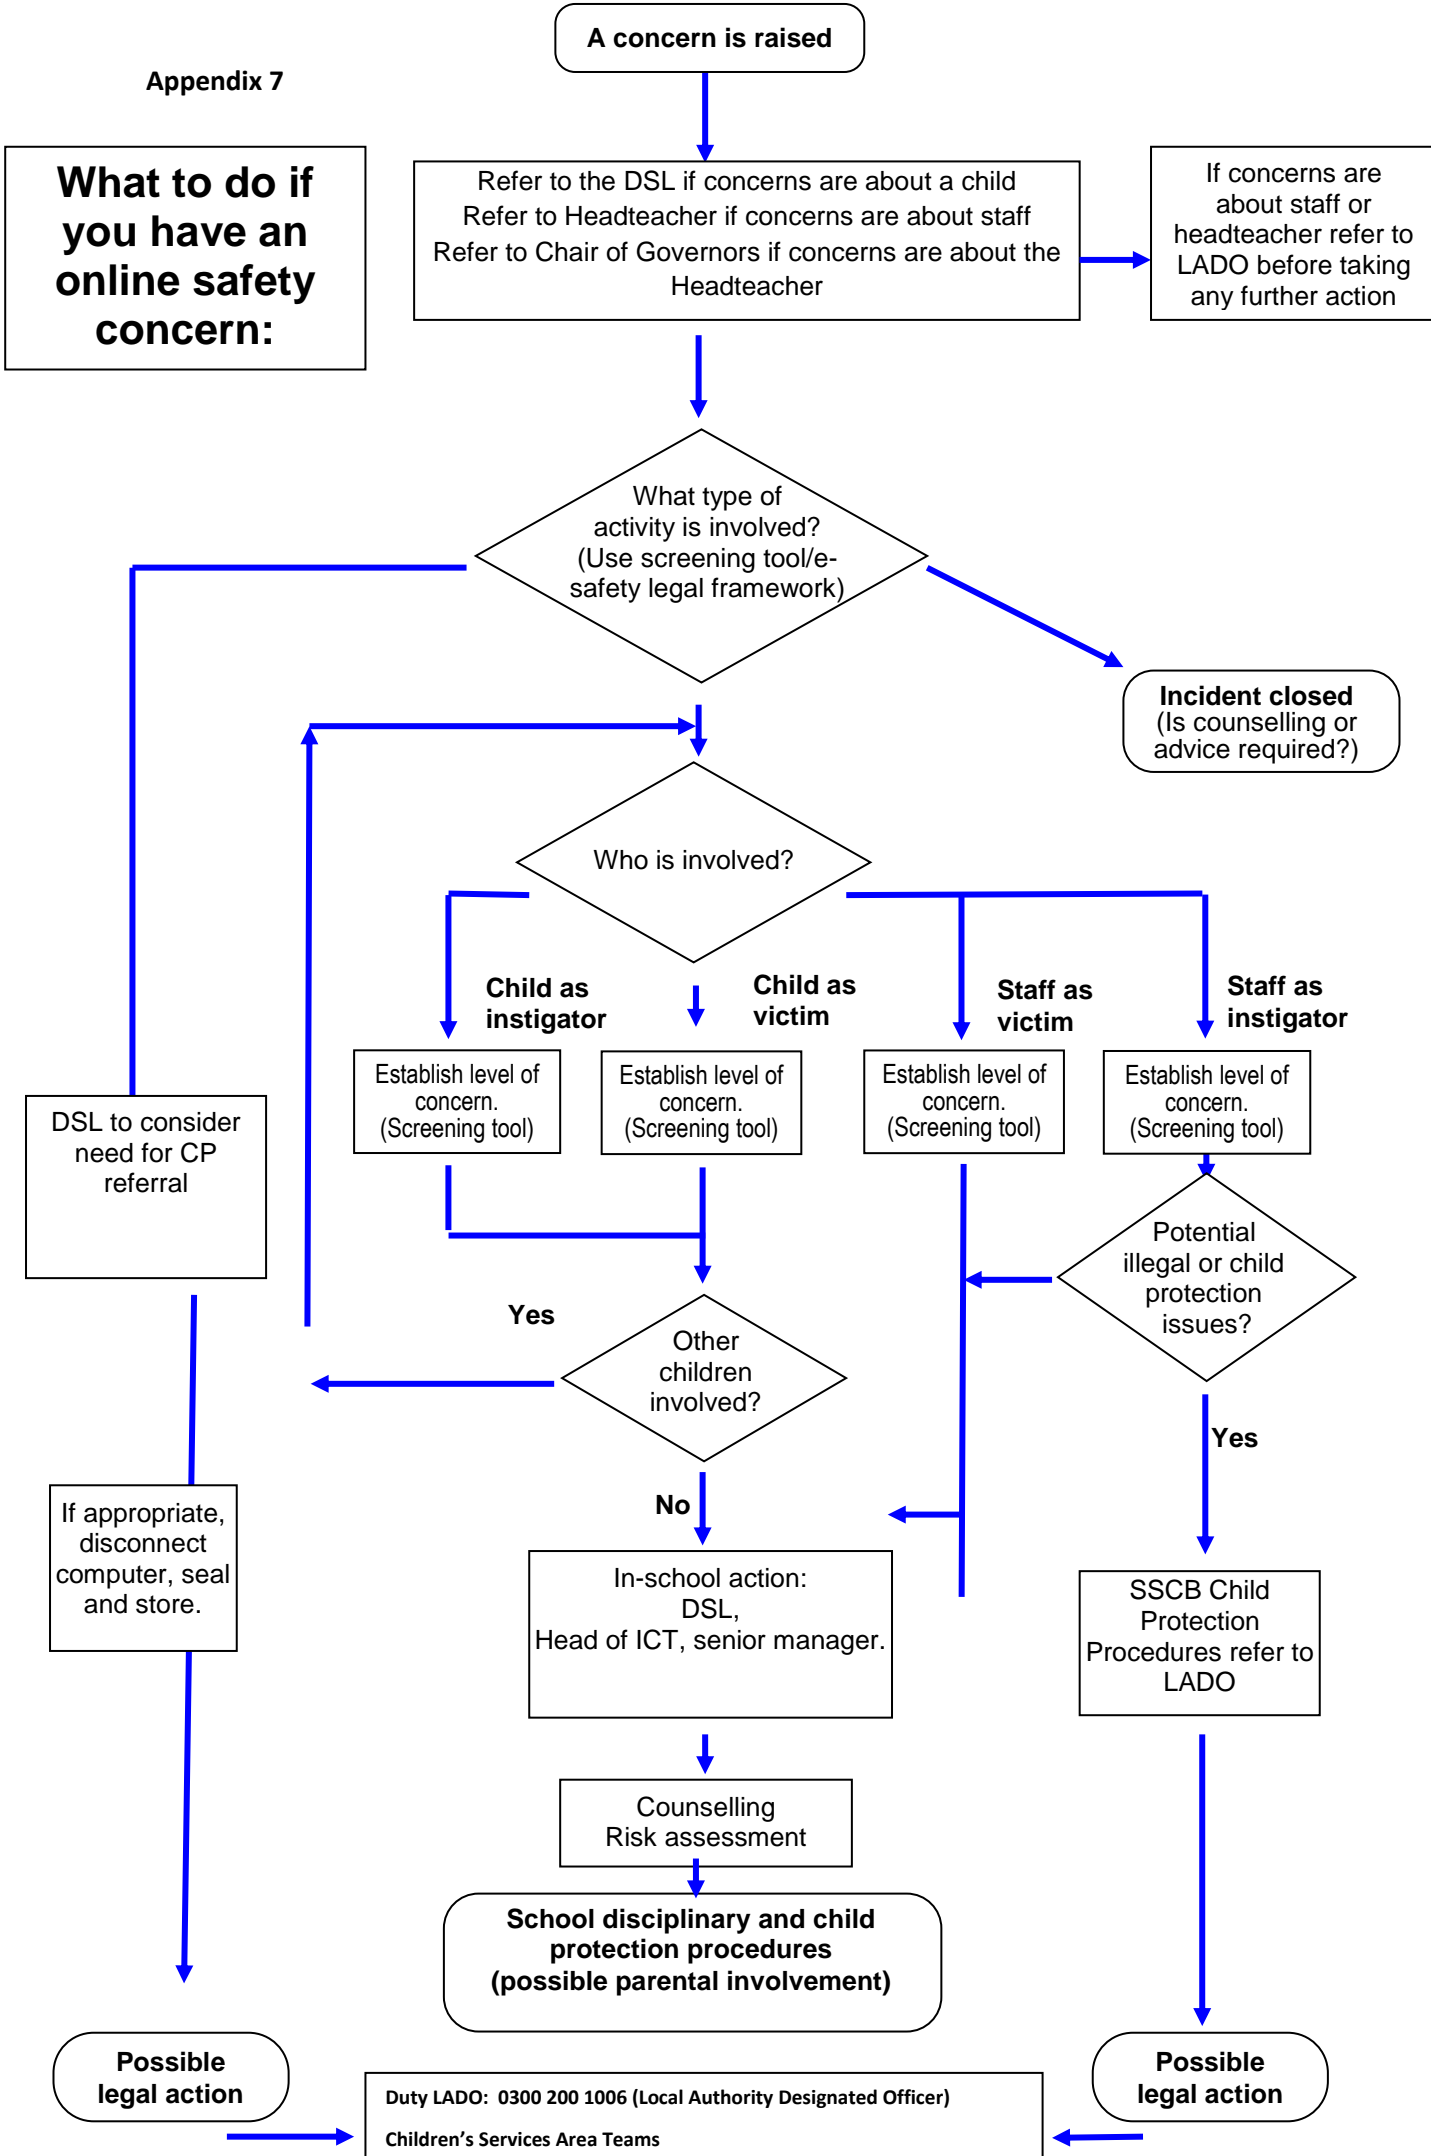 A concern is raised
Appendix 7
What to do if
you have an
online safety
concern:
Refer to the DSL if concerns are about a child
Refer to Headteacher if concerns are about staff
Refer to Chair of Governors if concerns are about the
Headteacher
If concerns are
about staff or
headteacher refer to
LADO before taking
any further action
What type of
activity is involved?
(Use screening tool/e-
safety legal framework)
Incident closed
(Is counselling or
advice required?)
Who is involved?
Child as
instigator
Child as
victim
Staff as
victim
Staff as
instigator
Establish level of
concern.
(Screening tool)
Establish level of
concern.
(Screening tool)
Establish level of
concern.
(Screening tool)
Establish level of
concern.
(Screening tool)
DSL to consider
need for CP
referral
Potential
illegal or child
protection
issues?
Yes
Other
children
involved?
Yes
No
If appropriate,
disconnect
computer, seal
and store.
In-school action:
DSL,
Head of ICT, senior manager.
SSCB Child
Protection
Procedures refer to
LADO
Counselling
Risk assessment
School disciplinary and child
protection procedures
(possible parental involvement)
Possible
legal action
Possible
legal action
Duty LADO:  0300 200 1006 (Local Authority Designated Officer)
Children's Services Area Teams